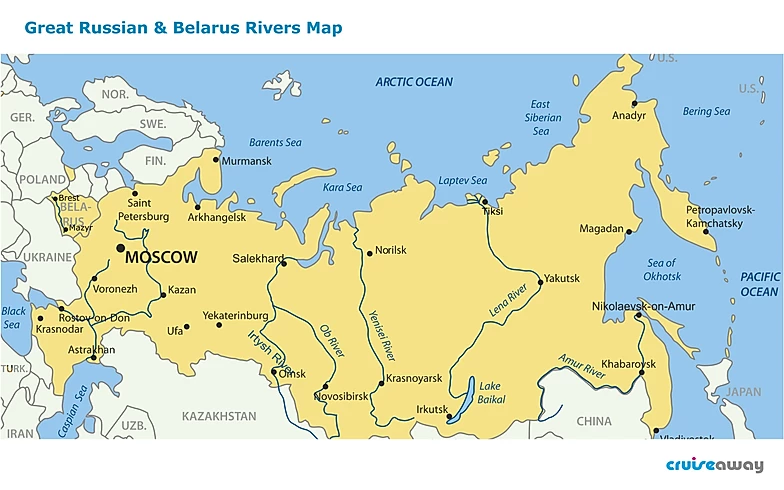 Great Russian & Belarus Rivers Map
U.S.
ARCTIC OCEAN
NOR.
U.S.
GER.
SWE.
East
Siberian
Sea
Bering Sea
Anadyr
Barents Sea
FIN.
Murmansk
POLAND
Kara Sea
Laptev Sea
Brest
BELA-
RUS
Mazyr
Saint
Petersburg
Arkhangelsk
Tiksi
Petropavlovsk-
Kamchatsky
Magadan
UKRAINE
MOSCOW
Salekhard
Norilsk
Sea of
Okhotsk
PACIFIC
OCEAN
Yakutsk
Voronezh
Kazan
Lena River
Nikolaevsk-on-Amur
Black
Sea
Rostov-on-Don
Krasnodar
Ufa
Yekaterinburg
Irtysh River
Ob River
Yenisei River
Astrakhan
Amur River
Khabarovsk
TURK.
Omsk
Krasnoyarsk
Novosibirsk
Lake
Baikal
JAPAN
Caspian Sea
KAZAKHSTAN
Irkutsk
CHINA
IRAN
UZB.
Vladivostok
cruiseaway